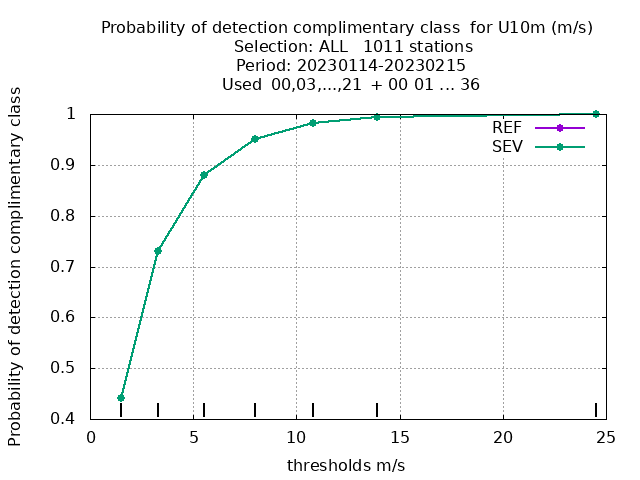 Probability of detection complimentary class for U10m (m/s)
Selection: ALL 1011 stations
Period: 20230114-20230215
Used 00,03,...,21 + 00 01 ... 36
Probability of detection complimentary class
1
0.9
0.8
0.7
0.6
0.5
0.4
REF
SEV
0 5 10 15 20 25
thresholds m/s